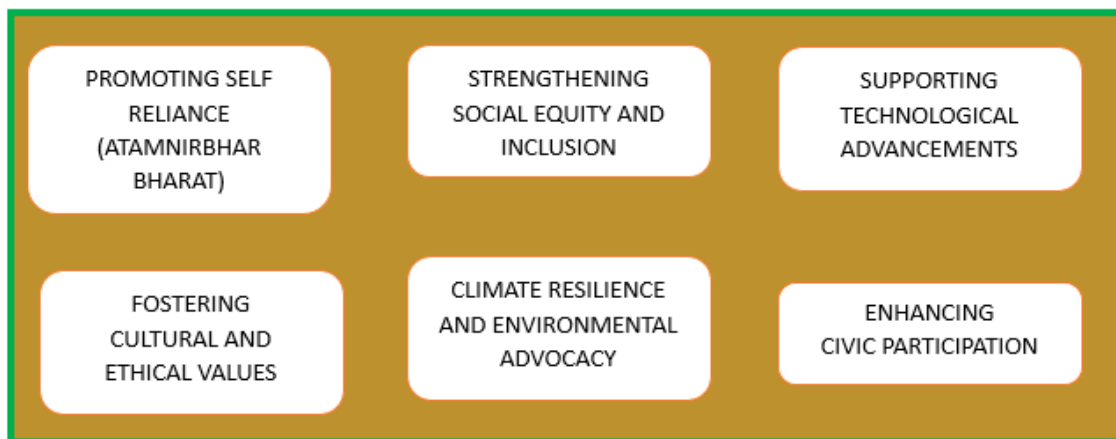 PROMOTING SELF
RELIANCE
(ATAMNIRBHAR
BHARAT)
STRENGTHENING
SOCIAL EQUITY AND
INCLUSION
SUPPORTING
TECHNOLOGICAL
ADVANCEMENTS
FOSTERING
CULTURAL AND
ETHICAL VALUES
CLIMATE RESILIENCE
AND ENVIRONMENTAL
ADVOCACY
ENHANCING
CIVIC PARTICIPATION